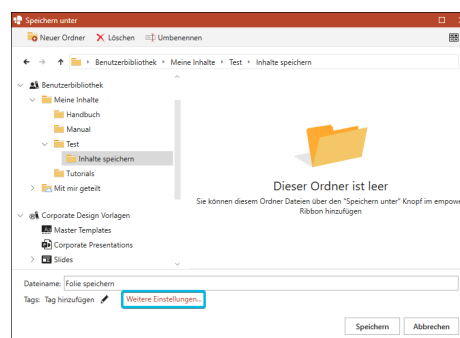 Speichern unter
Neuer Ordner Löschen Umbenennen
Benutzerbibliothek Meine Inhalte Test Inhalte speichern
Benutzerbibliothek
Meine Inhalte
Handbuch
Manual
Test
Inhalte speichern
Tutorials
Mit mir geteilt
Corporate Design Vorlagen
Master Templates
Corporate Presentations
Slides
Dieser Ordner ist leer
Sie können diesem Ordner Dateien über den "Speichern unter" Knopf im empowe
Ribbon hinzufügen
Dateiname: Folie speichern
Tags: Tag hinzufügen Weitere Einstellungen...
Speichern Abbrechen